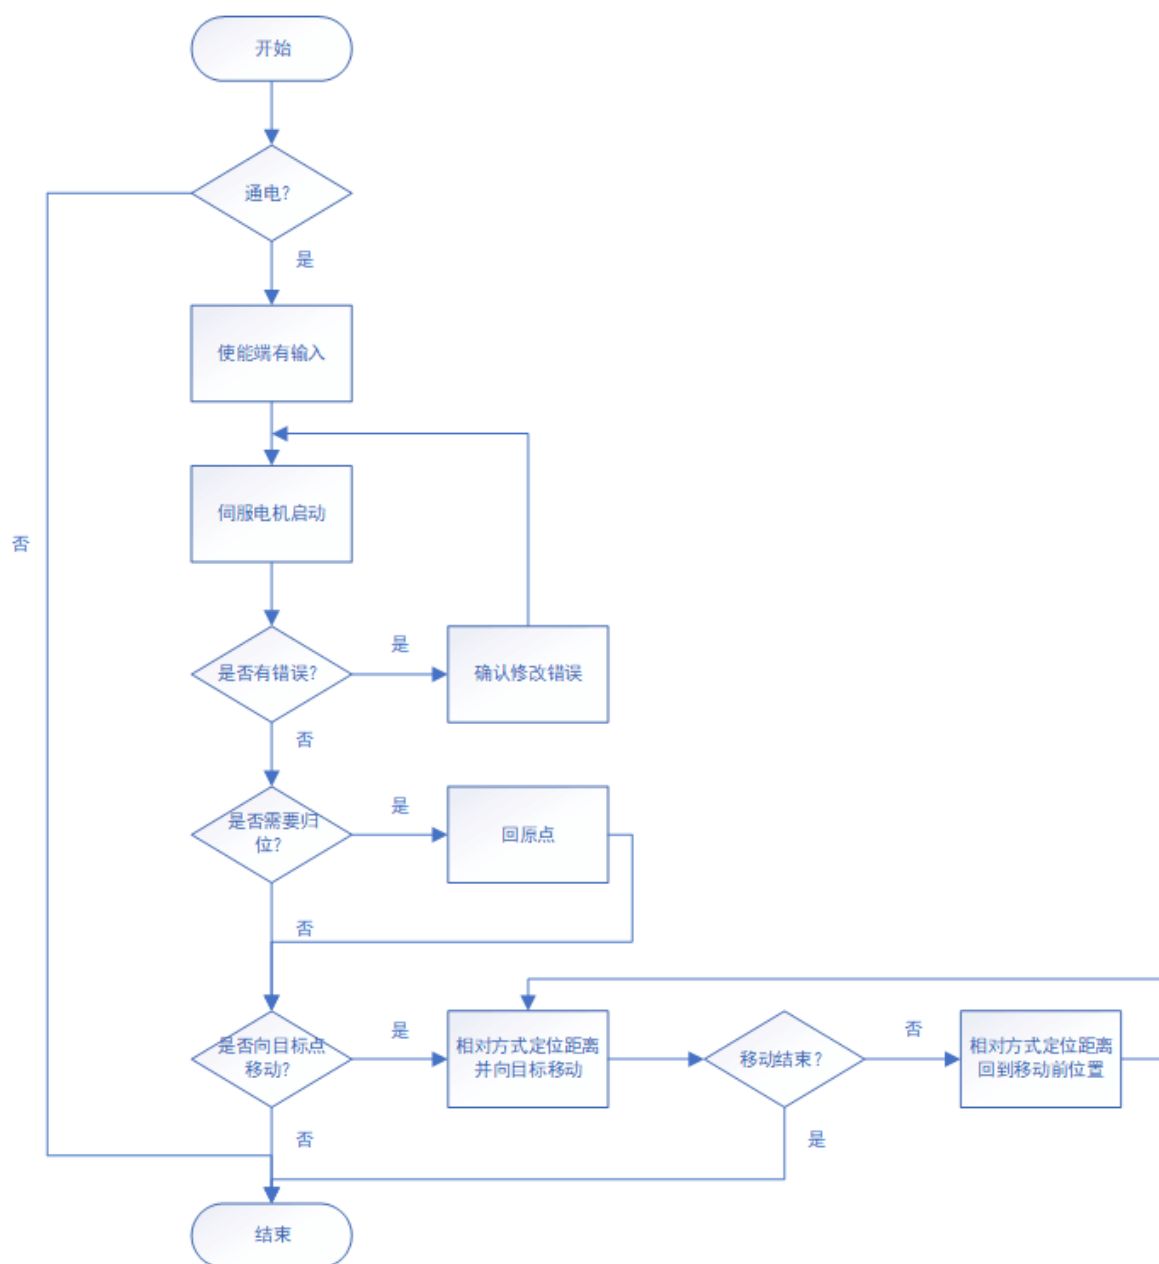 开始
通电?
是
使能端有输入
伺服电机启动
否
是否有错误?
是
确认修改错误
否
是否需要归
位?
是
回原点
否
是否向目标点
移动?
是
相对方式定位距离
并向目标移动
移动结束?
否
相对方式定位距离
回到移动前位置
否
是
结束